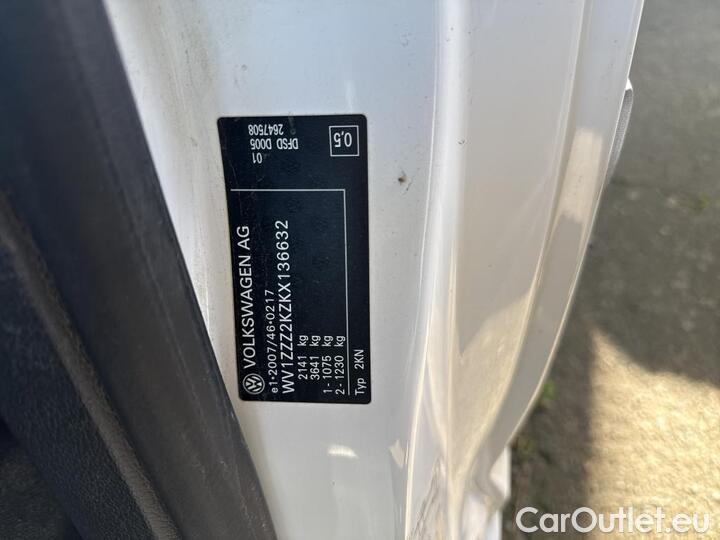 VOLKSWAGEN AG
e1*2007/46*0217
WV1ZZZ2KZKX136632
2141 kg
3641 kg
1 - 1075 kg
2 - 1230 kg
Typ 2KN
01
DFSD D005
2647508
0,5
CarOutlet.eu